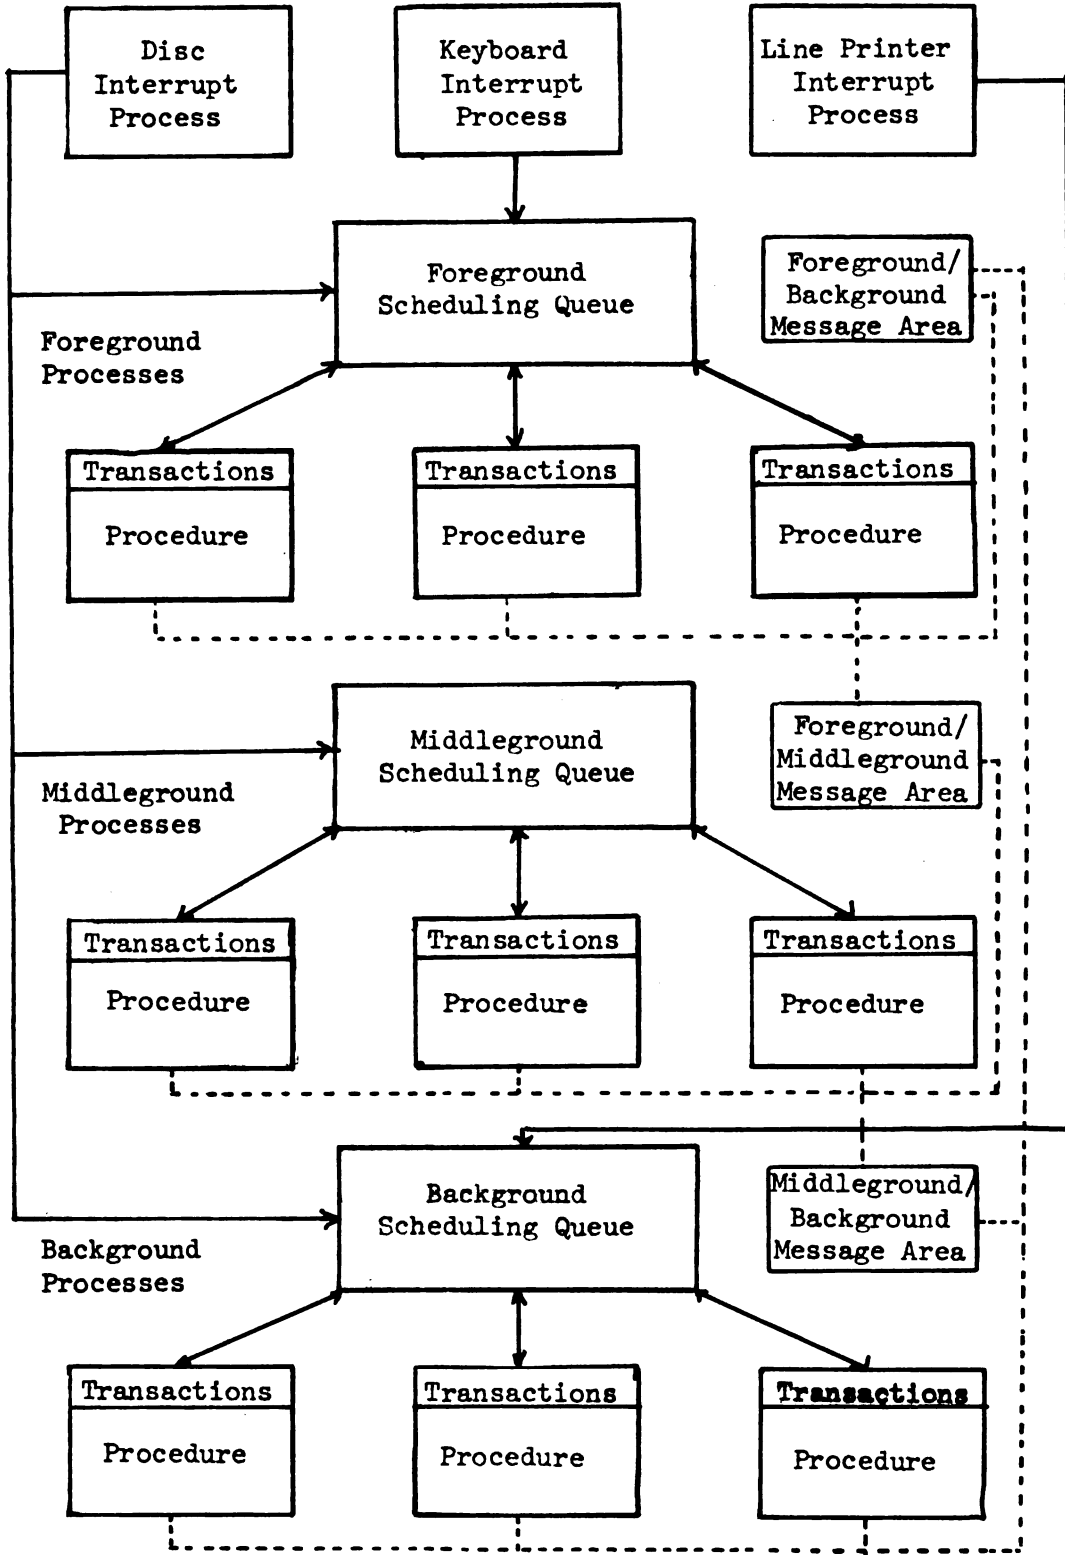 Disc
Interrupt
Process
Keyboard
Interrupt
Process
Line Printer
Interrupt
Process
Foreground
Scheduling Queue
Foreground/
Background
Message Area
Foreground
Processes
Transactions
Procedure
Transactions
Procedure
Transactions
Procedure
Middleground
Scheduling Queue
Foreground/
Middleground
Message Area
Middleground
Processes
Transactions
Procedure
Transactions
Procedure
Transactions
Procedure
Background
Scheduling Queue
Middleground/
Background
Message Area
Background
Processes
Transactions
Procedure
Transactions
Procedure
Transactions
Procedure